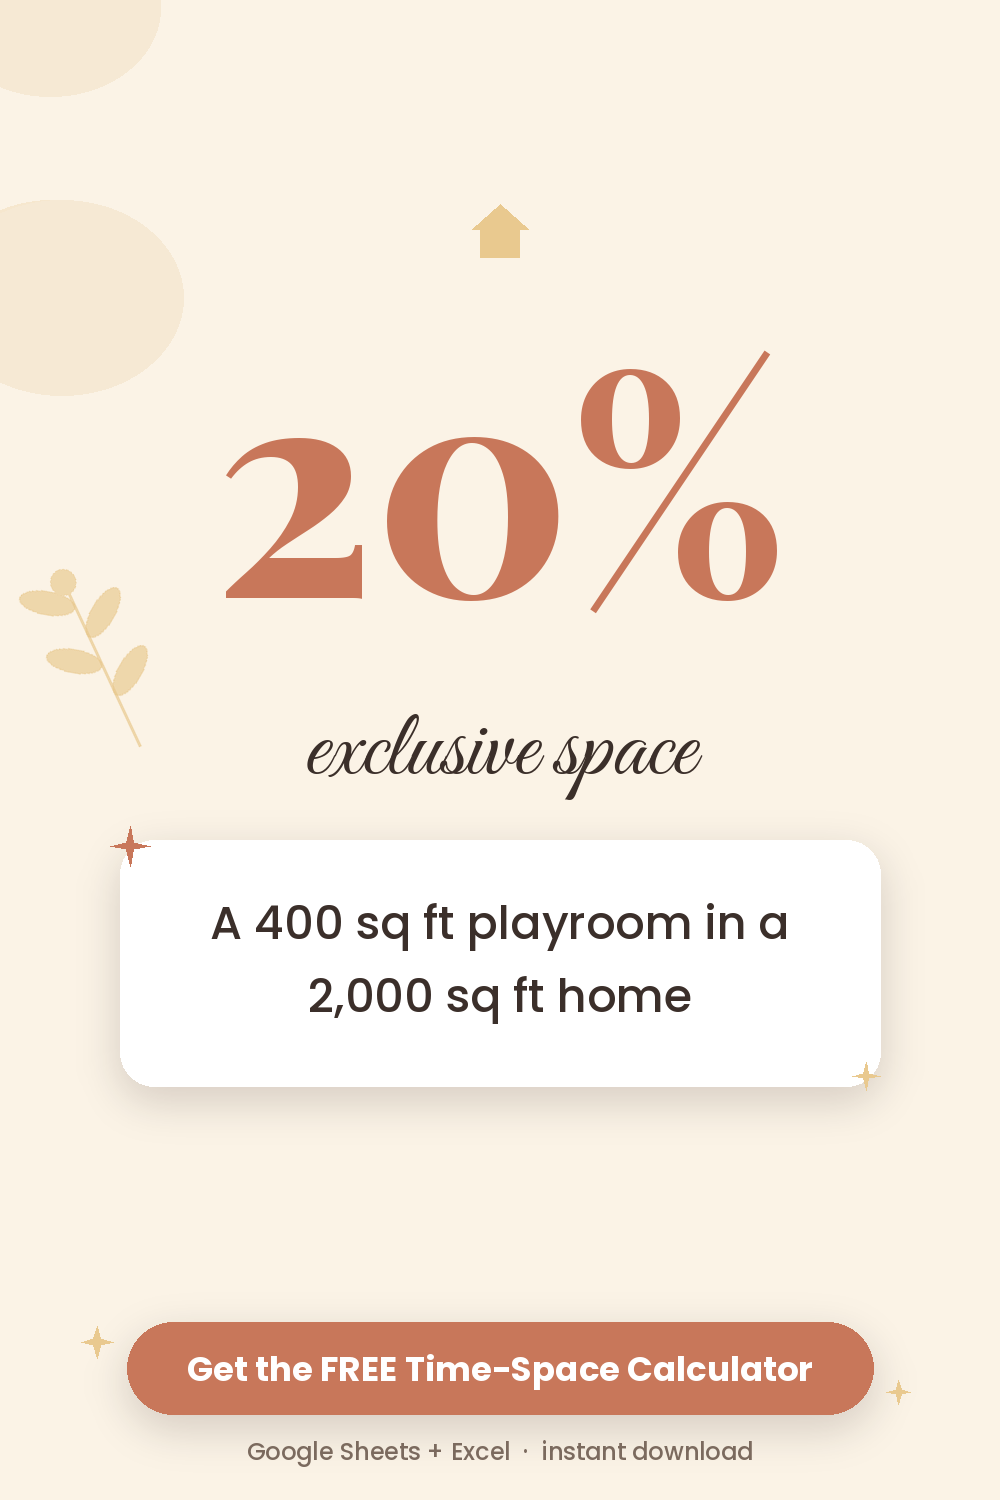 20%
exclusive space
A 400 sq ft playroom in a
2,000 sq ft home
Get the FREE Time-Space Calculator
Google Sheets + Excel · instant download